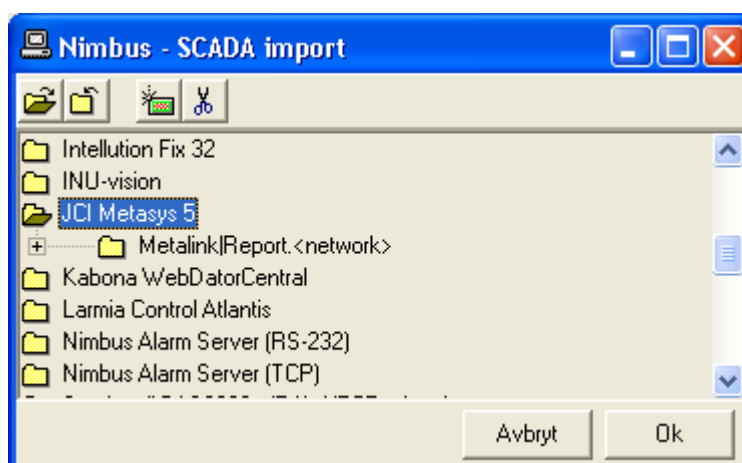 Nimbus - SCADA import
Intellution Fix 32
INU-vision
JCI Metasys 5
Metalink|Report.<network>
Kabona WebDatorCentral
Larmia Control Atlantis
Nimbus Alarm Server (RS-232)
Nimbus Alarm Server (TCP)
Avbryt Ok